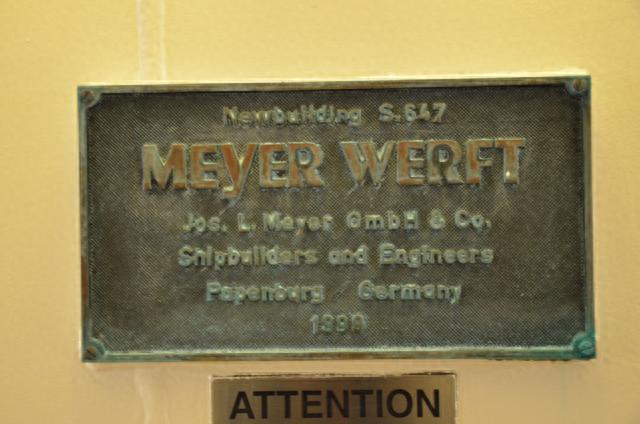 Newbuilding S.647
MEYER WERFT
Jos. L. Meyer GmbH & Co.
Shipbuilders and Engineers
Papenburg Germany
ATTENTION